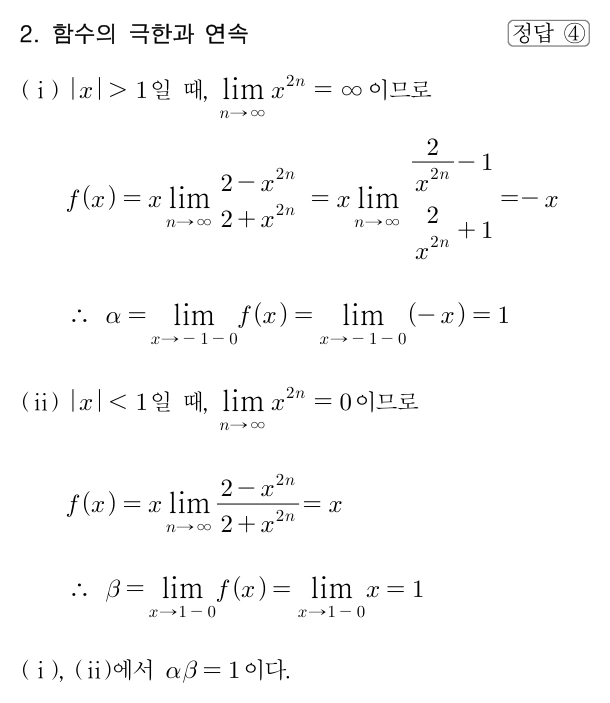 2. 함수의 극한과 연속 정답 ④
(ⅰ) |x| > 1일 때, lim_{n→∞} x^{2n} = ∞ 이므로
f(x) = x lim_{n→∞} (2 - x^{2n})/(2 + x^{2n}) = x lim_{n→∞} (2/x^{2n} - 1)/(2/x^{2n} + 1) = -x
∴ α = lim_{x→-1-0} f(x) = lim_{x→-1-0} (-x) = 1
(ⅱ) |x| < 1일 때, lim_{n→∞} x^{2n} = 0이므로
f(x) = x lim_{n→∞} (2 - x^{2n})/(2 + x^{2n}) = x
∴ β = lim_{x→1-0} f(x) = lim_{x→1-0} x = 1
(ⅰ), (ⅱ)에서 αβ = 1이다.